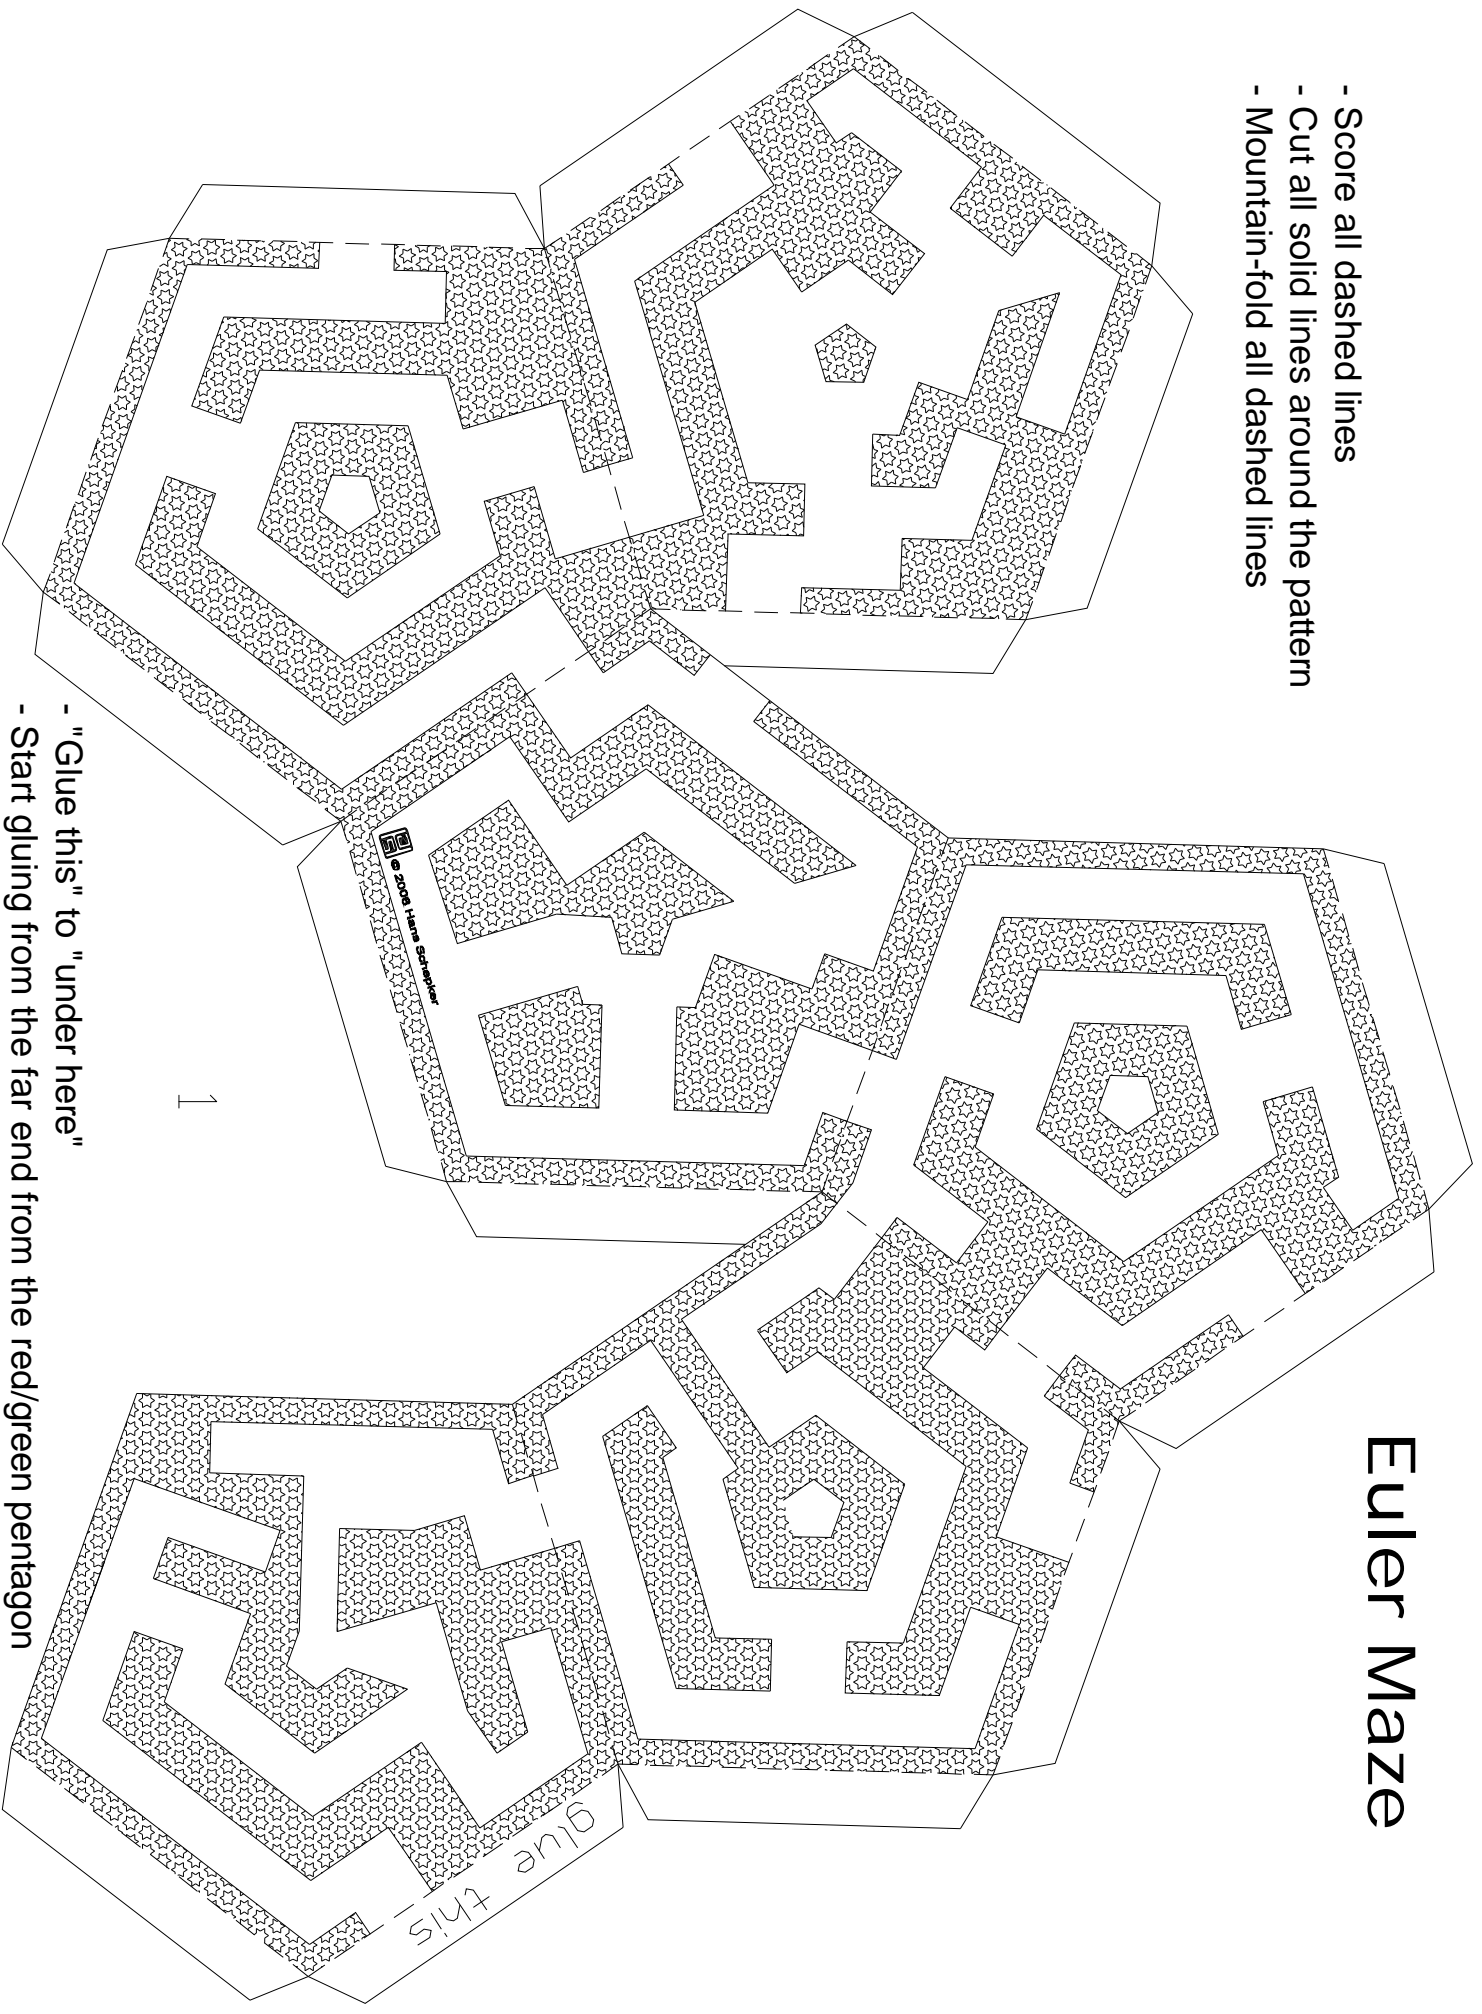 Euler Maze
- Score all dashed lines
- Cut all solid lines around the pattern
- Mountain-fold all dashed lines
- "Glue this" to "under here"
- Start gluing from the far end from the red/green pentagon
© 2006 Hans Schepker
1
glue this